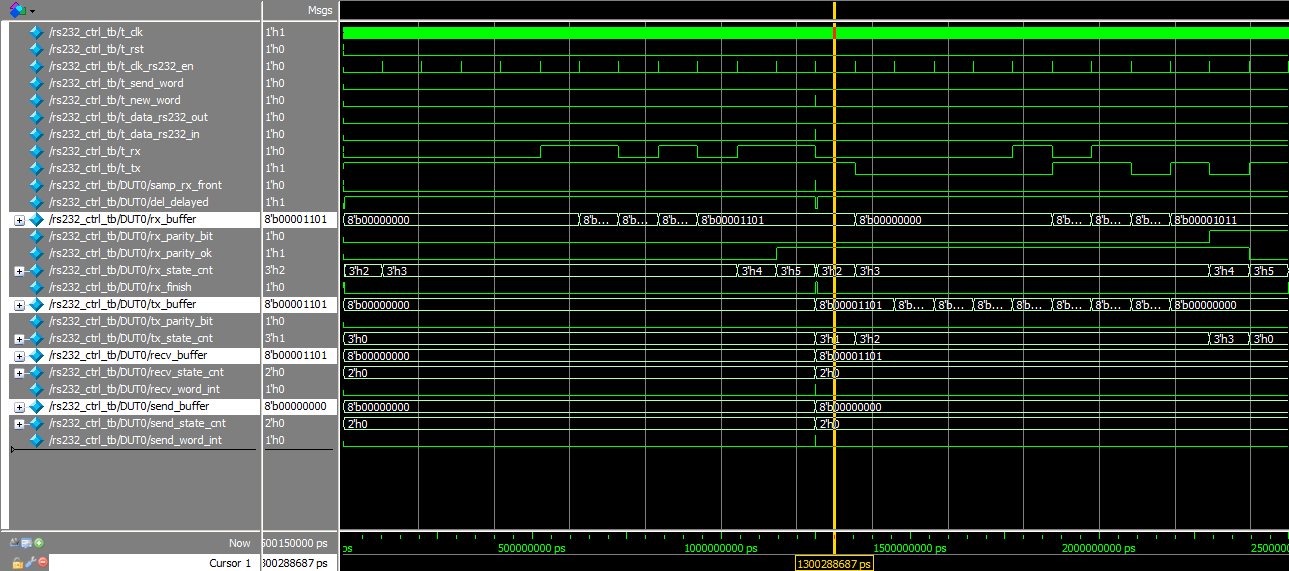 Msgs
/rs232_ctrl_tb/t_clk 1'h1
/rs232_ctrl_tb/t_rst 1'h0
/rs232_ctrl_tb/t_clk_rs232_en 1'h0
/rs232_ctrl_tb/t_send_word 1'h0
/rs232_ctrl_tb/t_new_word 1'h0
/rs232_ctrl_tb/t_data_rs232_out 1'h0
/rs232_ctrl_tb/t_data_rs232_in 1'h0
/rs232_ctrl_tb/t_rx 1'h0
/rs232_ctrl_tb/t_tx 1'h1
/rs232_ctrl_tb/DUT0/samp_rx_front 1'h0
/rs232_ctrl_tb/DUT0/del_delayed 1'h1
/rs232_ctrl_tb/DUT0/rx_buffer 8'b00001101 8'b00000000 8'b... 8'b... 8'b... 8'b00001101 8'b00000000 8'b... 8'b... 8'b... 8'b00001011
/rs232_ctrl_tb/DUT0/rx_parity_bit 1'h0
/rs232_ctrl_tb/DUT0/rx_parity_ok 1'h1
/rs232_ctrl_tb/DUT0/rx_state_cnt 3'h2 3'h2 3'h3 3'h4 3'h5 3'h2 3'h3 3'h4 3'h5
/rs232_ctrl_tb/DUT0/rx_finish 1'h0
/rs232_ctrl_tb/DUT0/tx_buffer 8'b00001101 8'b00000000 8'b00001101 8'b... 8'b... 8'b... 8'b... 8'b... 8'b... 8'b... 8'b00000000
/rs232_ctrl_tb/DUT0/tx_parity_bit 1'h0
/rs232_ctrl_tb/DUT0/tx_state_cnt 3'h1 3'h0 3'h1 3'h2 3'h3 3'h0
/rs232_ctrl_tb/DUT0/recv_buffer 8'b00001101 8'b00000000 8'b00001101
/rs232_ctrl_tb/DUT0/recv_state_cnt 2'h0 2'h0 2'h0
/rs232_ctrl_tb/DUT0/recv_word_int 1'h0
/rs232_ctrl_tb/DUT0/send_buffer 8'b00000000 8'b00000000 8'b00000000
/rs232_ctrl_tb/DUT0/send_state_cnt 2'h0 2'h0 2'h0
/rs232_ctrl_tb/DUT0/send_word_int 1'h0
Now 500150000 ps ps 500000000 ps 1000000000 ps 1500000000 ps 2000000000 ps 25000000
Cursor 1 300288687 ps 1300288687 ps